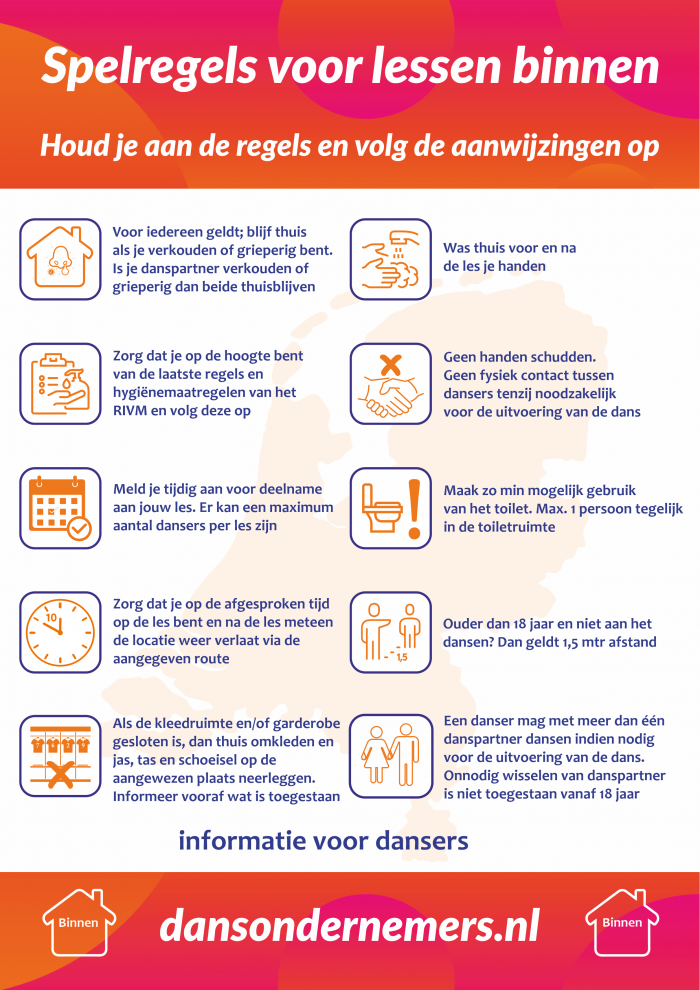 Spelregels voor lessen binnen
Houd je aan de regels en volg de aanwijzingen op
Voor iedereen geldt; blijf thuis
als je verkouden of grieperig bent.
Is je danspartner verkouden of
grieperig dan beide thuisblijven
Was thuis voor en na
de les je handen
Zorg dat je op de hoogte bent
van de laatste regels en
hygiënemaatregelen van het
RIVM en volg deze op
Geen handen schudden.
Geen fysiek contact tussen
dansers tenzij noodzakelijk
voor de uitvoering van de dans
Meld je tijdig aan voor deelname
aan jouw les. Er kan een maximum
aantal dansers per les zijn
Maak zo min mogelijk gebruik
van het toilet. Max. 1 persoon tegelijk
in de toiletruimte
10
Zorg dat je op de afgesproken tijd
op de les bent en na de les meteen
de locatie weer verlaat via de
aangegeven route
1,5
Ouder dan 18 jaar en niet aan het
dansen? Dan geldt 1,5 mtr afstand
Als de kleedruimte en/of garderobe
gesloten is, dan thuis omkleden en
jas, tas en schoeisel op de
aangewezen plaats neerleggen.
Informeer vooraf wat is toegestaan
Een danser mag met meer dan één
danspartner dansen indien nodig
voor de uitvoering van de dans.
Onnodig wisselen van danspartner
is niet toegestaan vanaf 18 jaar
informatie voor dansers
Binnen
dansondernemers.nl
Binnen